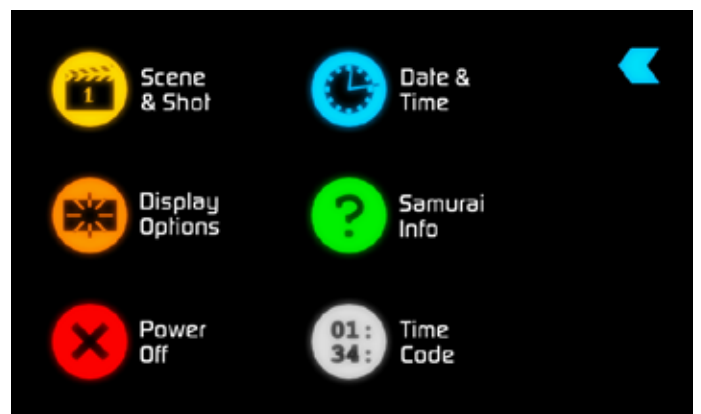 1
Scene
& Shot
Date &
Time
Display
Options
?
Samurai
Info
Power
Off
01:
34:
Time
Code